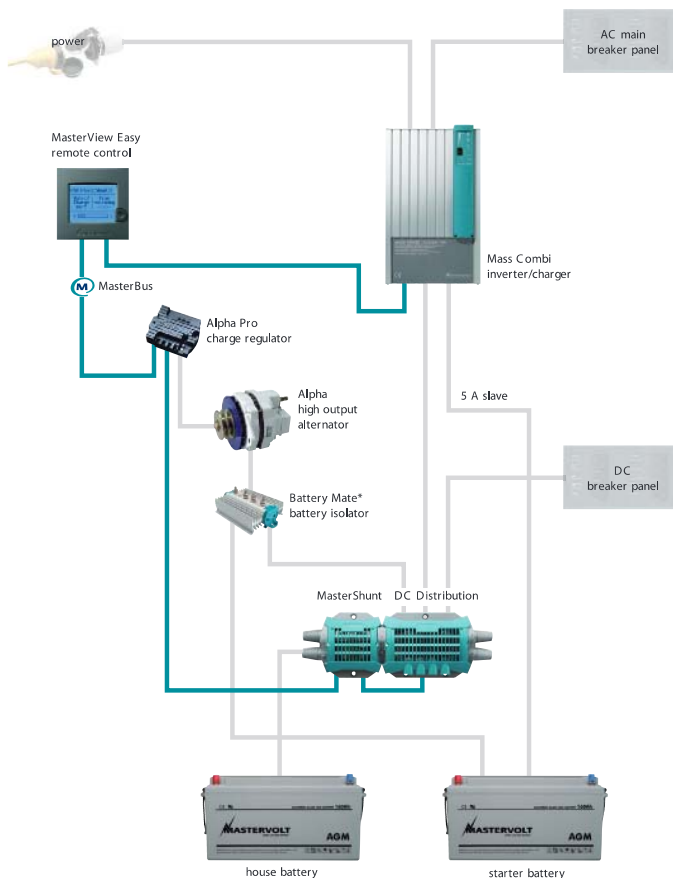 power
AC main
breaker panel
MasterView Easy
remote control
Mass Combi
inverter/charger
M
MasterBus
Alpha Pro
charge regulator
Alpha
high output
alternator
5 A slave
DC
breaker panel
Battery Mate*
battery isolator
MasterShunt
DC Distribution
MASTERVOLT
AGM
MASTERVOLT
AGM
house battery
starter battery